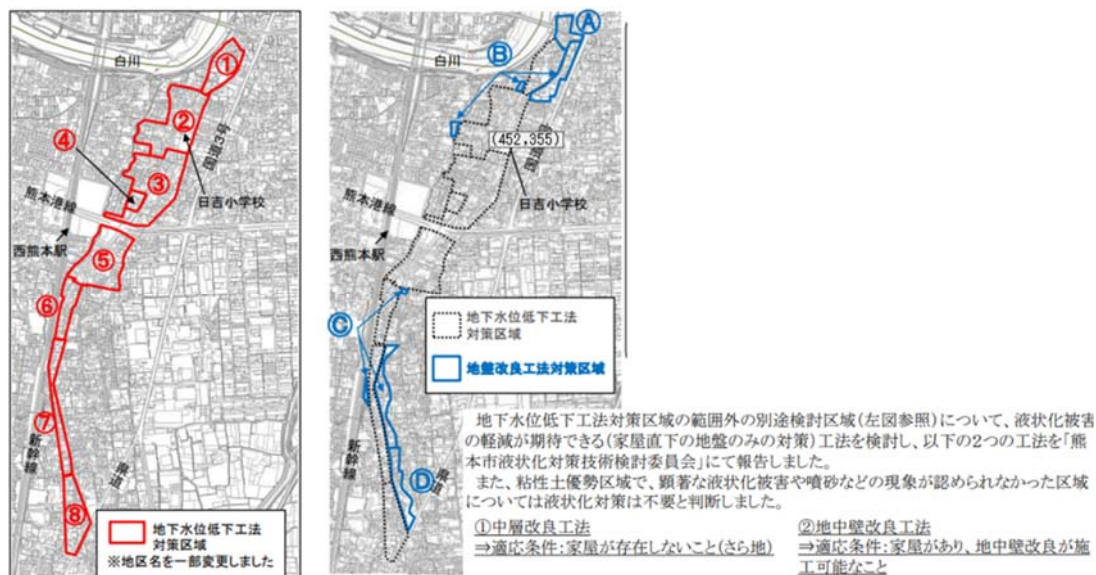 白川
①
②
④
国道3号
③
日吉小学校
熊本港線
西熊本駅
⑤
⑥
⑦
新幹線
県道
⑧
地下水位低下工法
対策区域
※地区名を一部変更しました
Ⓐ
白川
Ⓑ
(452,355)
国道3号
日吉小学校
熊本港線
西熊本駅
Ⓒ
地下水位低下工法
対策区域
地盤改良工法対策区域
新幹線
県道
Ⓓ
地下水位低下工法対策区域の範囲外の別途検討区域(左図参照)について、液状化被害
の軽減が期待できる(家屋直下の地盤のみの対策)工法を検討し、以下の2つの工法を「熊
本市液状化対策技術検討委員会」にて報告しました。
また、粘性土優勢区域で、顕著な液状化被害や噴砂などの現象が認められなかった区域
については液状化対策は不要と判断しました。
①中層改良工法
⇒適応条件:家屋が存在しないこと(さら地)
②地中壁改良工法
⇒適応条件:家屋があり、地中壁改良が施
工可能なこと